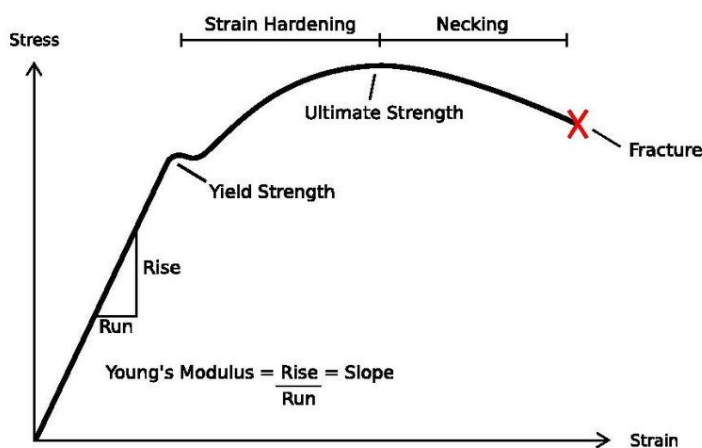 Strain Hardening
Necking
Stress
Ultimate Strength
Fracture
Yield Strength
Rise
Run
Young's Modulus = Rise = Slope
Run
Strain